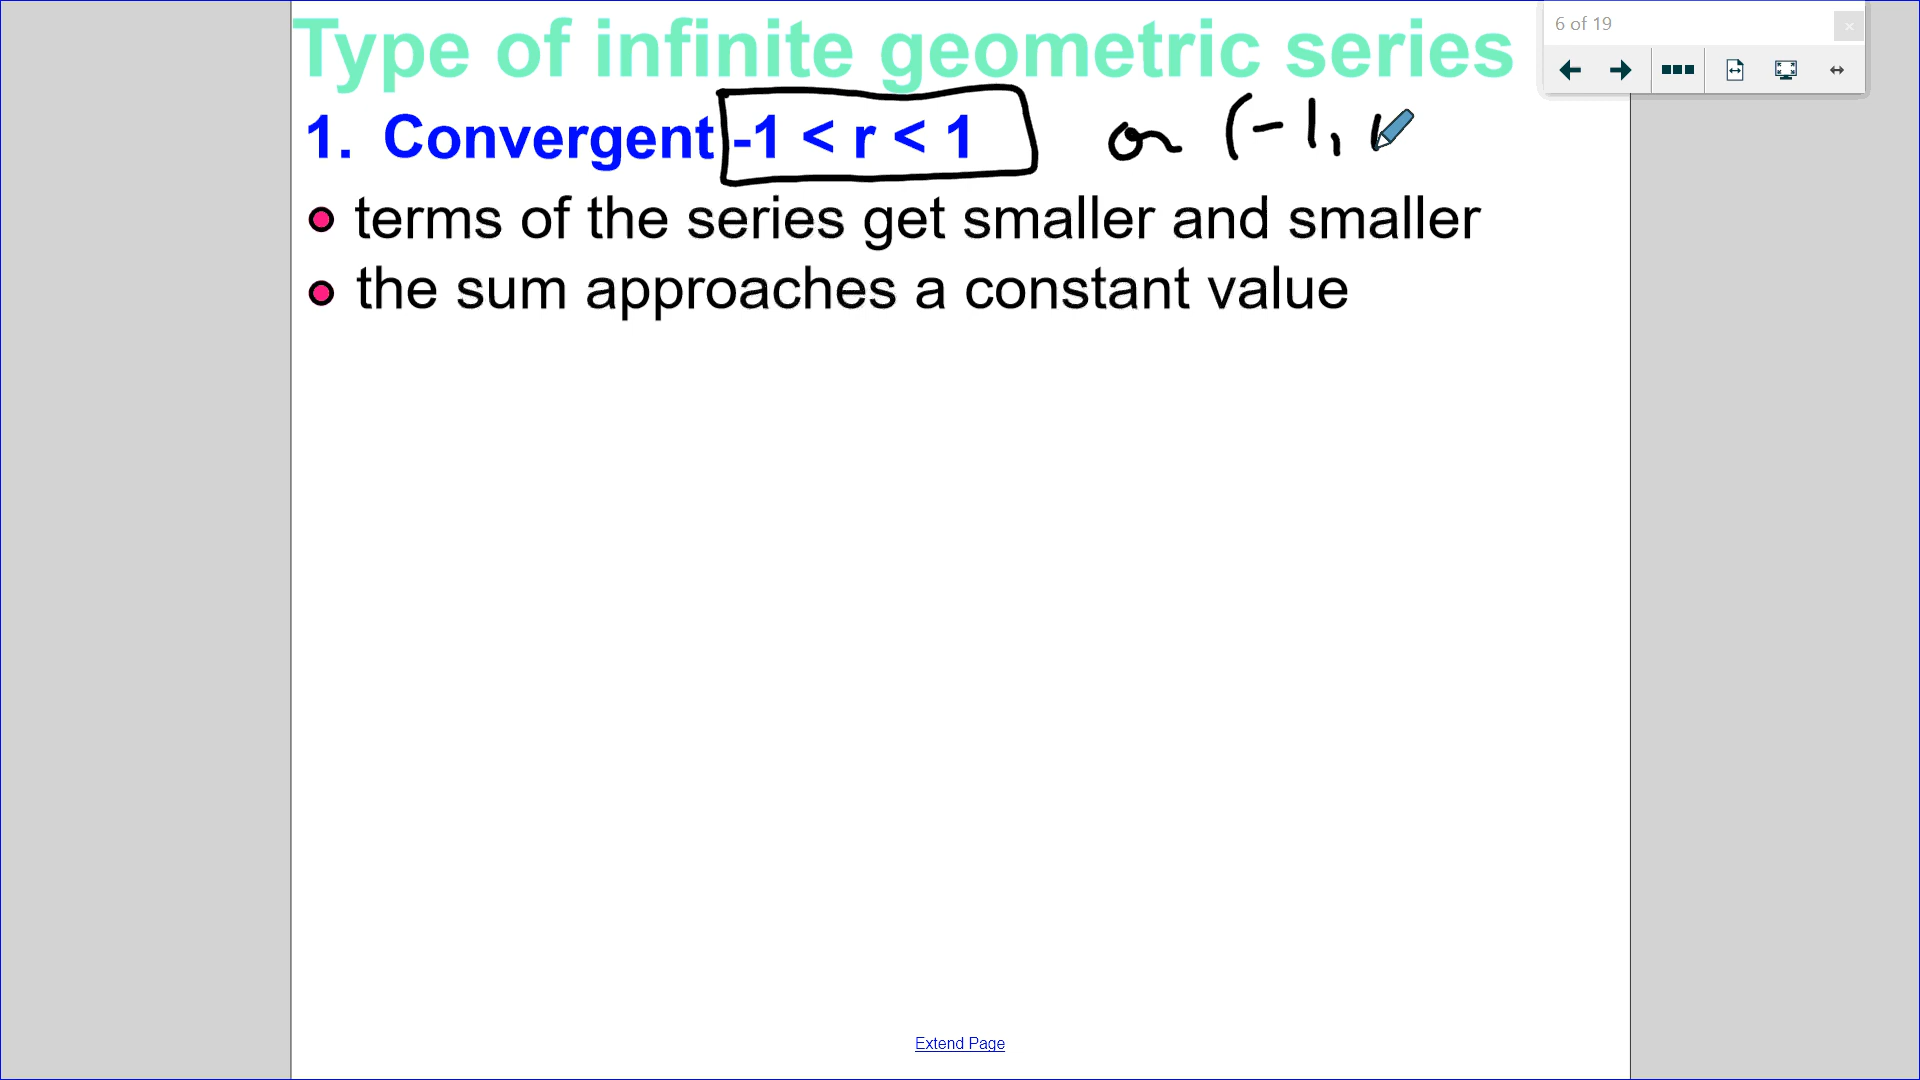 Type of infinite geometric series
6 of 19
1. Convergent -1 < r < 1 or (-1, 
terms of the series get smaller and smaller
the sum approaches a constant value
Extend Page